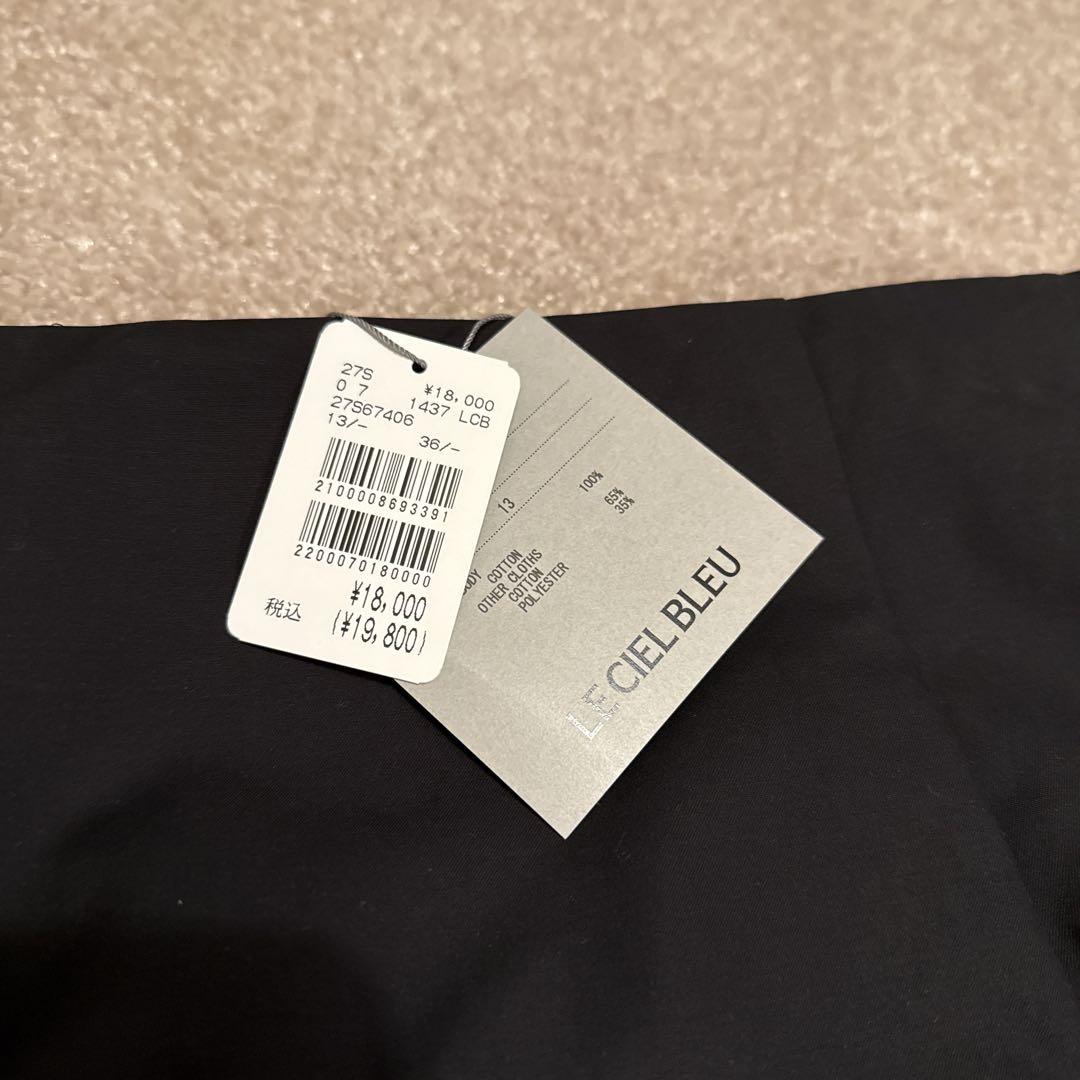 27S ¥18,000
0 7 1437 LCB
27S67406
13/- 36/-
2100008693391
2200070180000
¥18,000
税込 (¥19,800)
13
COTTON 100%
OTHER CLOTHS
COTTON 65%
POLYESTER 35%
LE CIEL BLEU